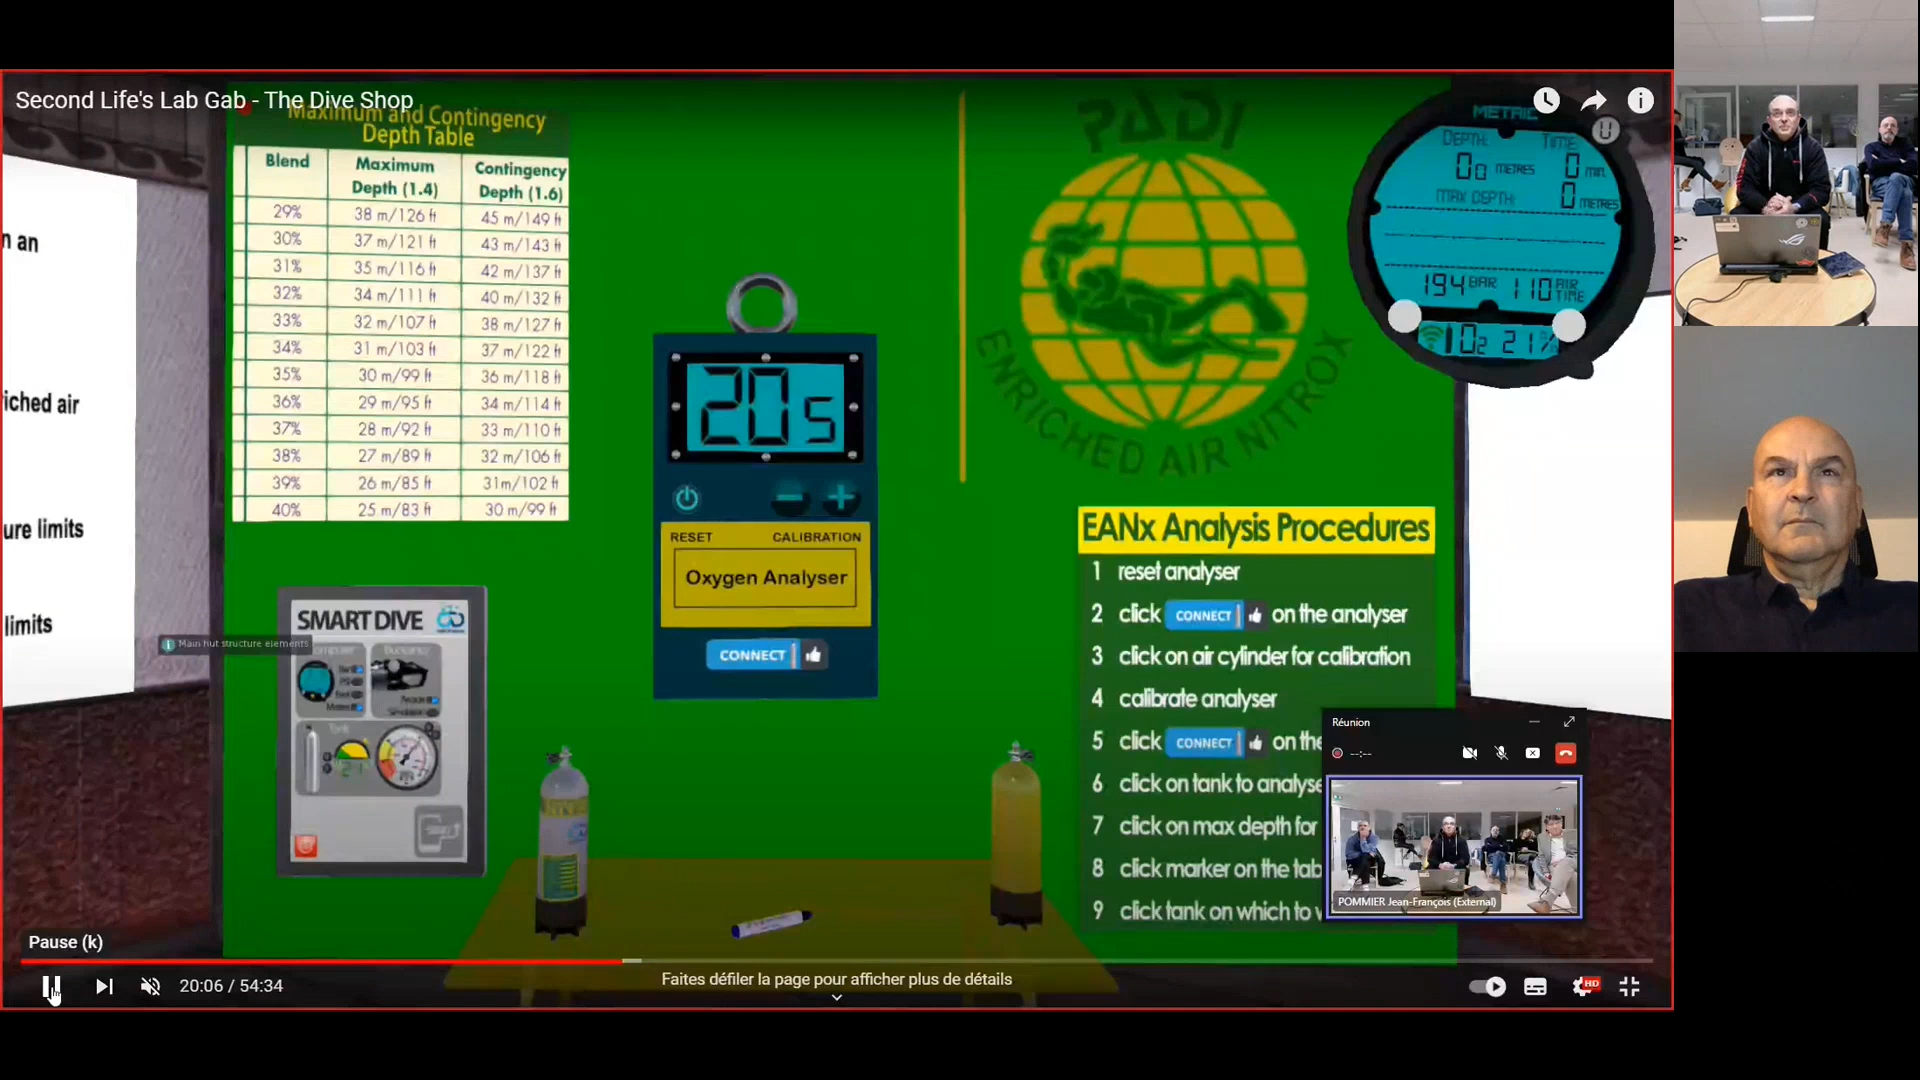 Second Life's Lab Gab - The Dive Shop
Maximum and Contingency
Depth Table
Blend Maximum Depth (1.4) Contingency Depth (1.6)
29% 38 m/126 ft 45 m/149 ft
30% 37 m/121 ft 43 m/143 ft
31% 35 m/116 ft 42 m/137 ft
32% 34 m/111 ft 40 m/132 ft
33% 32 m/107 ft 38 m/127 ft
34% 31 m/103 ft 37 m/122 ft
35% 30 m/99 ft 36 m/118 ft
36% 29 m/95 ft 34 m/114 ft
37% 28 m/92 ft 33 m/110 ft
38% 27 m/89 ft 32 m/106 ft
39% 26 m/85 ft 31m/102 ft
40% 25 m/83 ft 30 m/99 ft
n an
iched air
ure limits
limits
20 5
RESET CALIBRATION
Oxygen Analyser
CONNECT
PADI
ENRICHED AIR NITROX
METRIC
DEPTH: TIME:
00 METRES 0 MIN
MAX DEPTH: 0 METRES
194 BAR 110 AIR TIME
O2 21%
EANx Analysis Procedures
1 reset analyser
2 click CONNECT on the analyser
3 click on air cylinder for calibration
4 calibrate analyser
5 click CONNECT on the
6 click on tank to analyse
7 click on max depth for
8 click marker on the tab
9 click tank on which to
SMART DIVE
Main hut structure elements
Tank
Réunion
--:--
POMMIER Jean-François (External)
Pause (k)
20:06 / 54:34
Faites défiler la page pour afficher plus de détails
HD